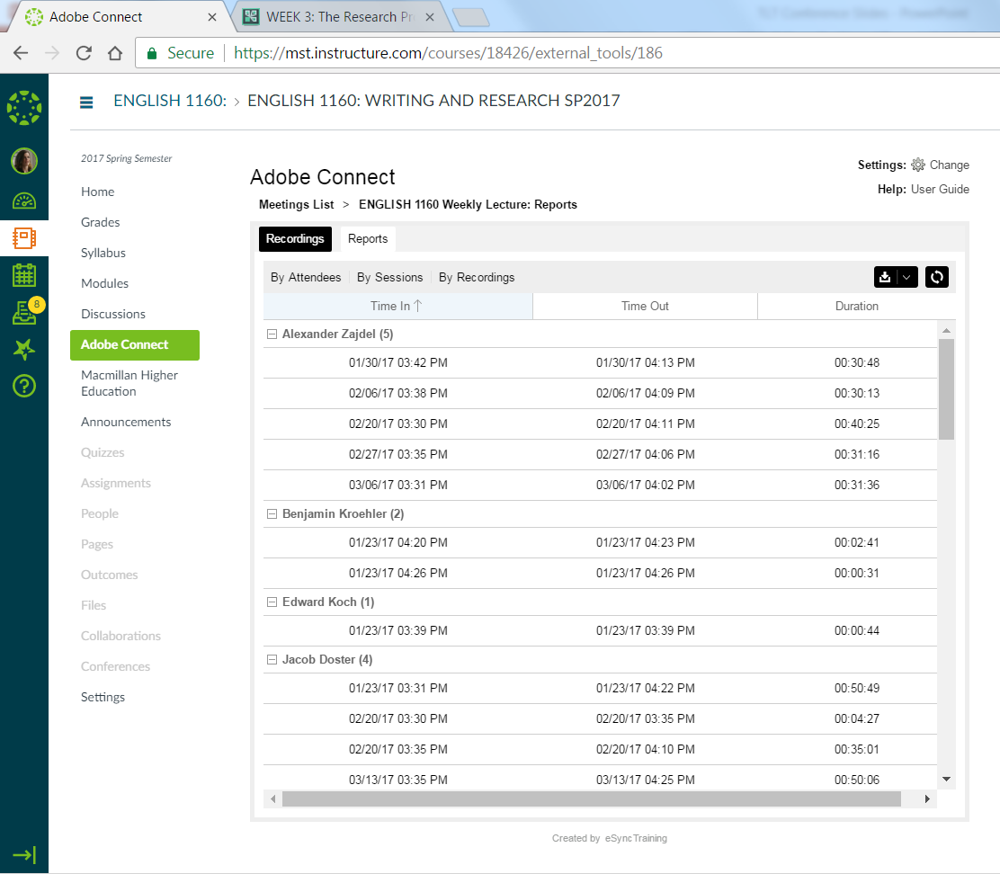 Adobe Connect
WEEK 3: The Research Pr
Secure https://mst.instructure.com/courses/18426/external_tools/186
ENGLISH 1160: > ENGLISH 1160: WRITING AND RESEARCH SP2017
8
2017 Spring Semester
Home
Grades
Syllabus
Modules
Discussions
Adobe Connect
Macmillan Higher
Education
Announcements
Quizzes
Assignments
People
Pages
Outcomes
Files
Collaborations
Conferences
Settings
Settings: Change
Help: User Guide
Adobe Connect
Meetings List > ENGLISH 1160 Weekly Lecture: Reports
Recordings Reports
By Attendees By Sessions By Recordings
Time In Time Out Duration
Alexander Zajdel (5)
01/30/17 03:42 PM 01/30/17 04:13 PM 00:30:48
02/06/17 03:38 PM 02/06/17 04:09 PM 00:30:13
02/20/17 03:30 PM 02/20/17 04:11 PM 00:40:25
02/27/17 03:35 PM 02/27/17 04:06 PM 00:31:16
03/06/17 03:31 PM 03/06/17 04:02 PM 00:31:36
Benjamin Kroehler (2)
01/23/17 04:20 PM 01/23/17 04:23 PM 00:02:41
01/23/17 04:26 PM 01/23/17 04:26 PM 00:00:31
Edward Koch (1)
01/23/17 03:39 PM 01/23/17 03:39 PM 00:00:44
Jacob Doster (4)
01/23/17 03:31 PM 01/23/17 04:22 PM 00:50:49
02/20/17 03:30 PM 02/20/17 03:35 PM 00:04:27
02/20/17 03:35 PM 02/20/17 04:10 PM 00:35:01
03/13/17 03:35 PM 03/13/17 04:25 PM 00:50:06
Created by eSyncTraining